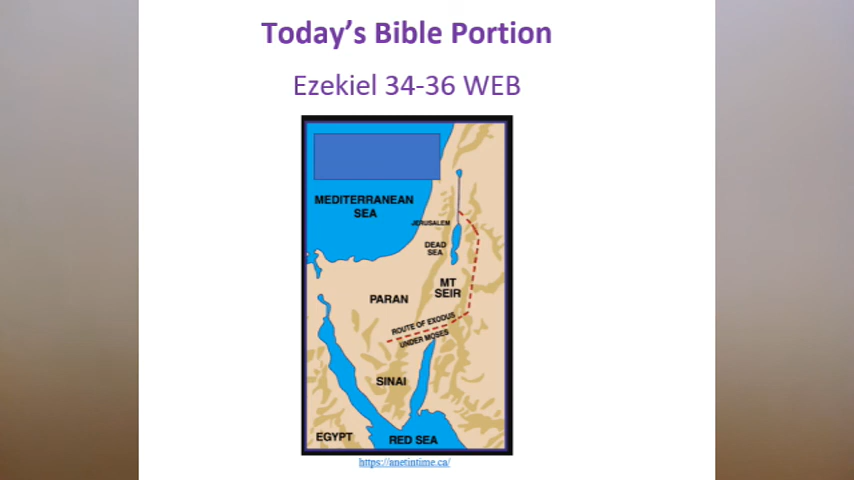 Today's Bible Portion
Ezekiel 34-36 WEB
MEDITERRANEAN
SEA
JERUSALEM
DEAD
SEA
MT
SEIR
PARAN
ROUTE OF EXODUS
UNDER MOSES
SINAI
EGYPT
RED SEA
https://anetintime.ca/